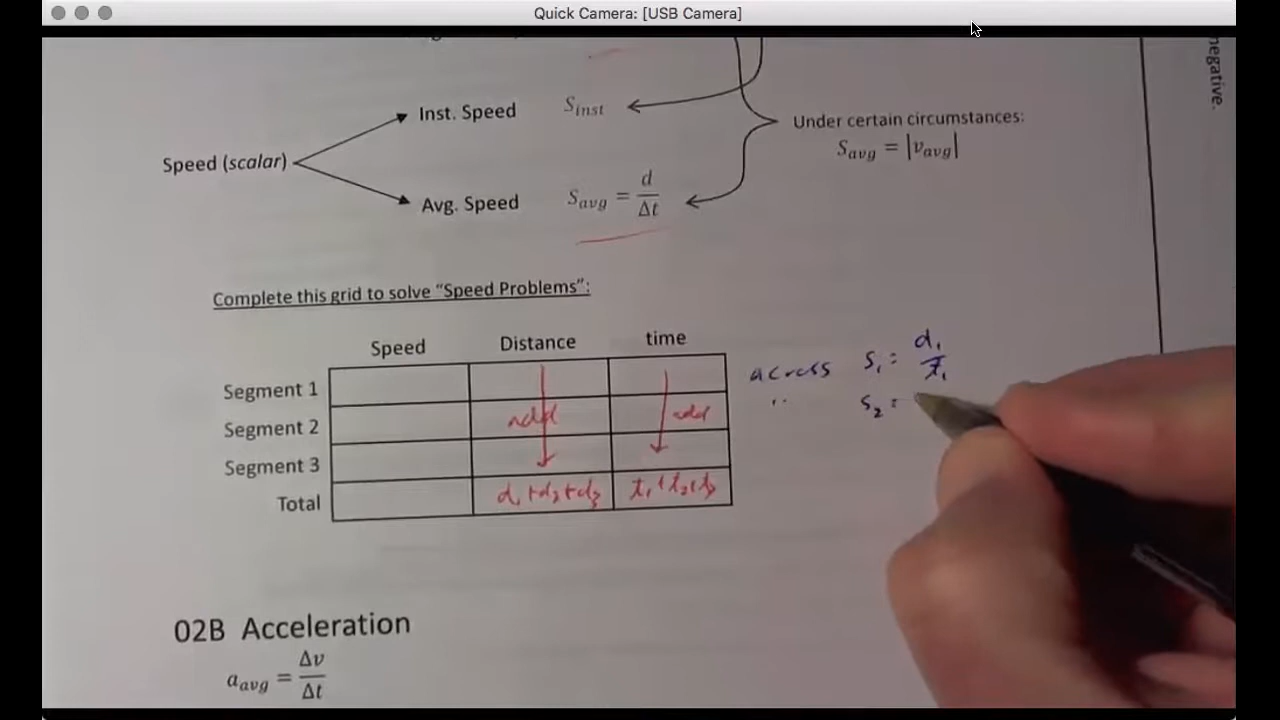 Quick Camera: [USB Camera]
negative.
Inst. Speed S_inst
Under certain circumstances:
S_avg = |v_avg|
Speed (scalar)
Avg. Speed S_avg = d/Δt
Complete this grid to solve “Speed Problems”:
Speed Distance time
Segment 1
across s₁ = d₁/t₁
Segment 2 add add
" s₂ =
Segment 3
Total d₁+d₂+d₃ t₁+t₂+t₃
02B Acceleration
a_avg = Δv/Δt